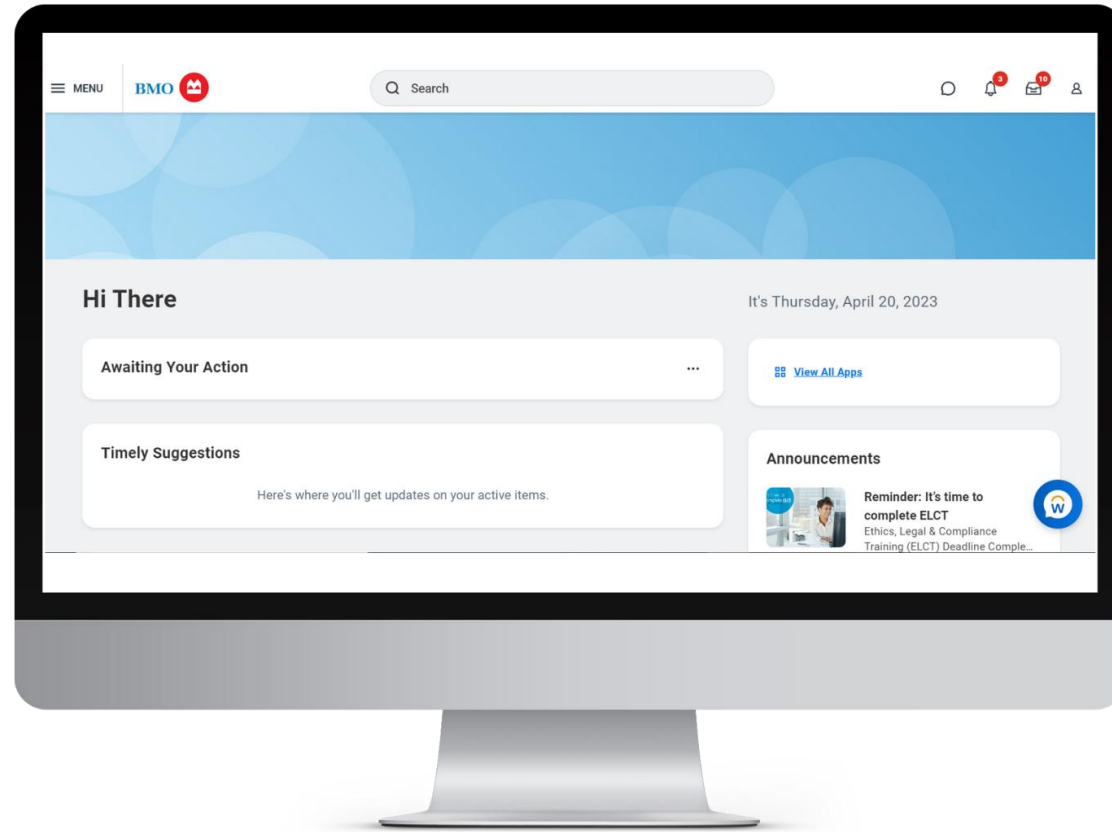 MENU
BMO
Search
3
10
Hi There
It's Thursday, April 20, 2023
Awaiting Your Action
View All Apps
Timely Suggestions
Here's where you'll get updates on your active items.
Announcements
Reminder: It's time to
complete ELCT
Ethics, Legal & Compliance
Training (ELCT) Deadline Comple...
W